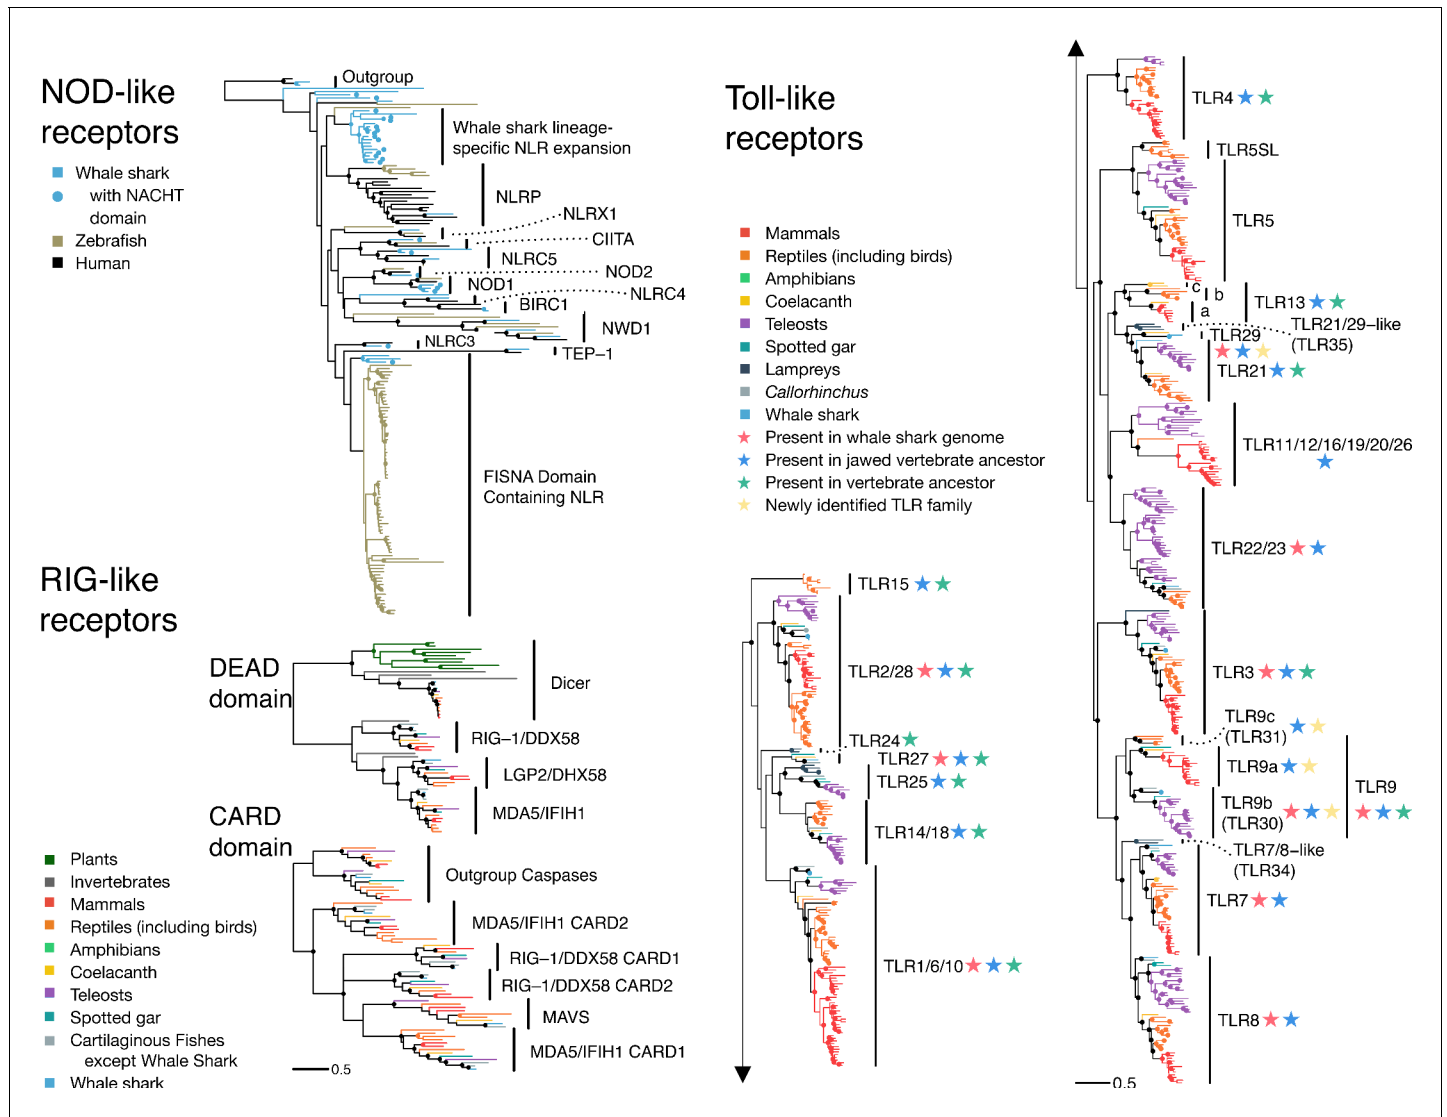 NOD-like
receptors
Whale shark
with NACHT
domain
Zebrafish
Human
Outgroup
Whale shark lineage-
specific NLR expansion
NLRP
NLRX1
CIITA
NLRC5
NOD2
NOD1
NLRC4
BIRC1
NWD1
NLRC3
TEP–1
FISNA Domain
Containing NLR
RIG-like
receptors
DEAD
domain
Dicer
RIG–1/DDX58
LGP2/DHX58
MDA5/IFIH1
CARD
domain
Plants
Invertebrates
Mammals
Reptiles (including birds)
Amphibians
Coelacanth
Teleosts
Spotted gar
Cartilaginous Fishes
except Whale Shark
Whale shark
Outgroup Caspases
MDA5/IFIH1 CARD2
RIG–1/DDX58 CARD1
RIG–1/DDX58 CARD2
MAVS
MDA5/IFIH1 CARD1
0.5
Toll-like
receptors
Mammals
Reptiles (including birds)
Amphibians
Coelacanth
Teleosts
Spotted gar
Lampreys
Callorhinchus
Whale shark
Present in whale shark genome
Present in jawed vertebrate ancestor
Present in vertebrate ancestor
Newly identified TLR family
TLR15
TLR2/28
TLR24
TLR27
TLR25
TLR14/18
TLR1/6/10
TLR4
TLR5SL
TLR5
c
b
a
TLR13
TLR21/29–like
(TLR35)
TLR29
TLR21
TLR11/12/16/19/20/26
TLR22/23
TLR3
TLR9c
(TLR31)
TLR9a
TLR9
TLR9b
(TLR30)
TLR7/8–like
(TLR34)
TLR7
TLR8
0.5